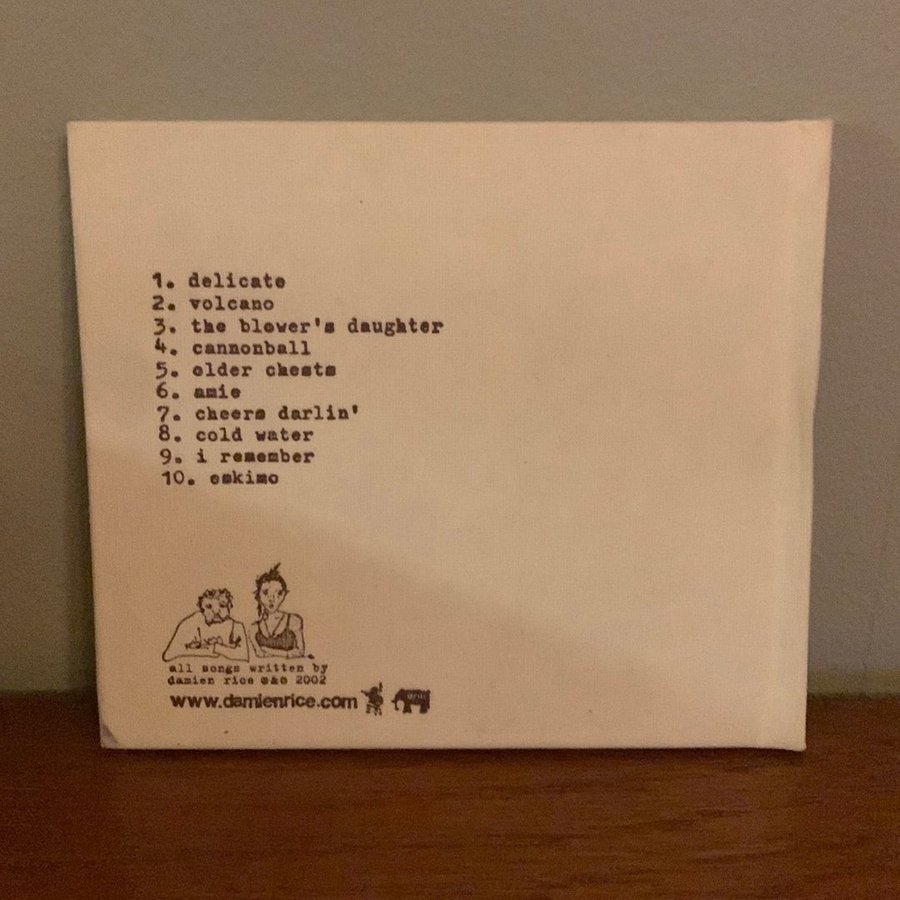 1. delicate
2. volcano
3. the blower's daughter
4. cannonball
5. older chests
6. amie
7. cheers darlin'
8. cold water
9. i remember
10. eskimo
all songs written by
damien rice ℗&© 2002
www.damienrice.com